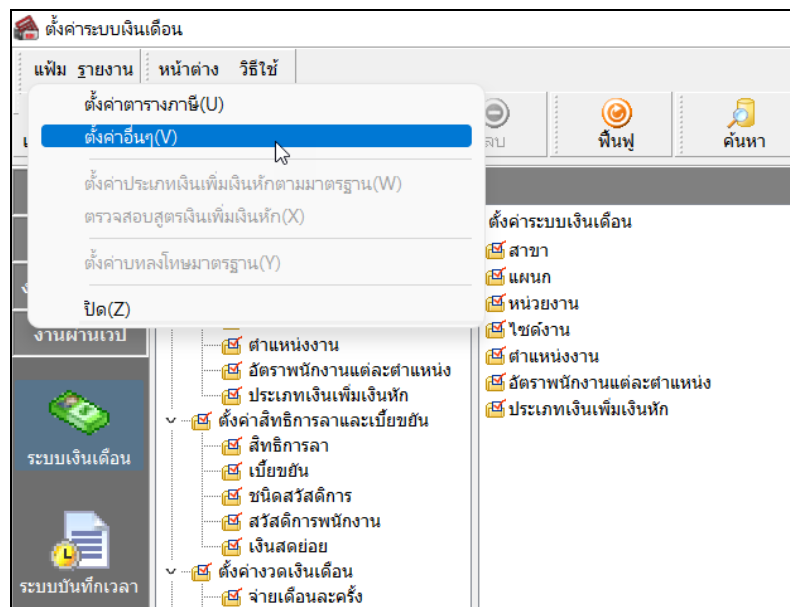 ตั้งค่าระบบเงินเดือน
แฟ้ม รายงาน หน้าต่าง วิธีใช้
ตั้งค่าตารางภาษี(U)
ตั้งค่าอื่นๆ(V)
ตั้งค่าประเภทเงินเพิ่มเงินหักตามมาตรฐาน(W)
ตรวจสอบสูตรเงินเพิ่มเงินหัก(X)
ตั้งค่าบทลงโทษมาตรฐาน(Y)
ปิด(Z)
ฟื้นฟู
ค้นหา
งานผ่านเวป
ระบบเงินเดือน
ระบบบันทึกเวลา
ตำแหน่งงาน
อัตราพนักงานแต่ละตำแหน่ง
ประเภทเงินเพิ่มเงินหัก
ตั้งค่าสิทธิการลาและเบี้ยขยัน
สิทธิการลา
เบี้ยขยัน
ชนิดสวัสดิการ
สวัสดิการพนักงาน
เงินสดย่อย
ตั้งค่างวดเงินเดือน
จ่ายเดือนละครั้ง
ตั้งค่าระบบเงินเดือน
สาขา
แผนก
หน่วยงาน
ไซด์งาน
ตำแหน่งงาน
อัตราพนักงานแต่ละตำแหน่ง
ประเภทเงินเพิ่มเงินหัก